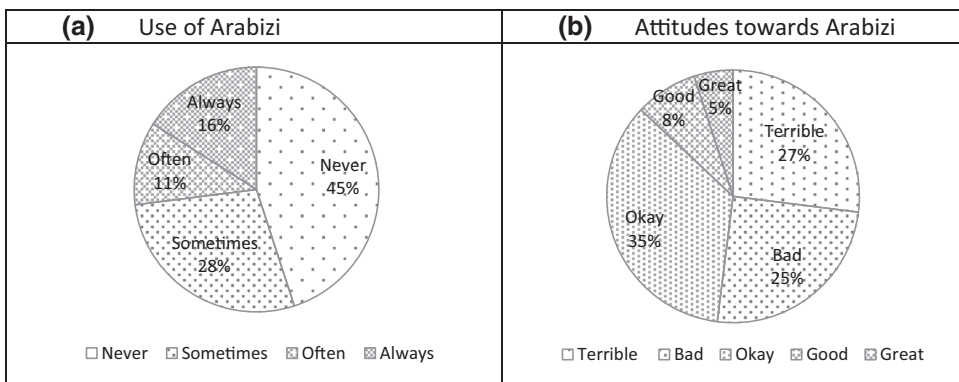 (a) Use of Arabizi
Always
16%
Never
45%
Often
11%
Sometimes
28%
Never Sometimes Often Always
(b) Attitudes towards Arabizi
Great
5%
Good
8%
Terrible
27%
Okay
35%
Bad
25%
Terrible Bad Okay Good Great